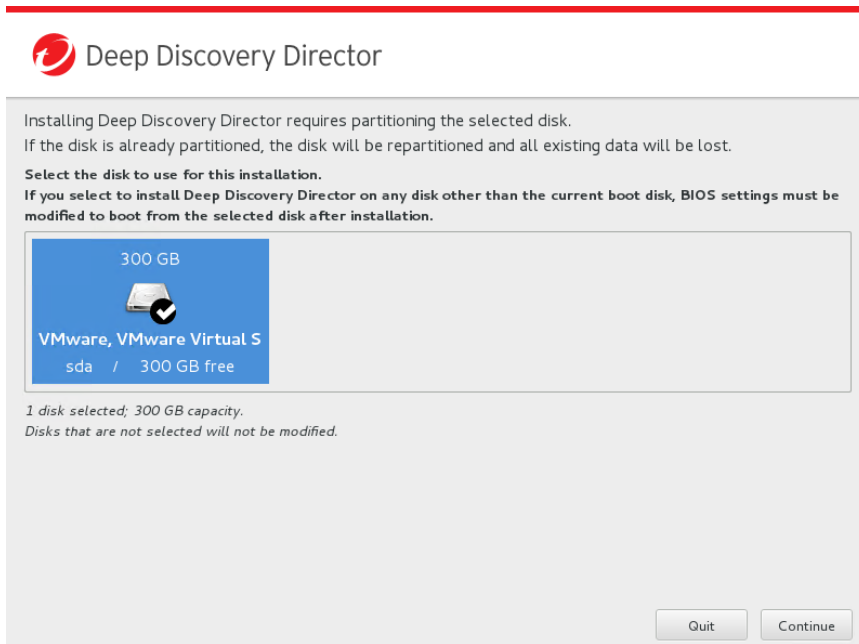 Deep Discovery Director
Installing Deep Discovery Director requires partitioning the selected disk.
If the disk is already partitioned, the disk will be repartitioned and all existing data will be lost.
Select the disk to use for this installation.
If you select to install Deep Discovery Director on any disk other than the current boot disk, BIOS settings must be
modified to boot from the selected disk after installation.
300 GB
VMware, VMware Virtual S
sda / 300 GB free
1 disk selected; 300 GB capacity.
Disks that are not selected will not be modified.
Quit Continue